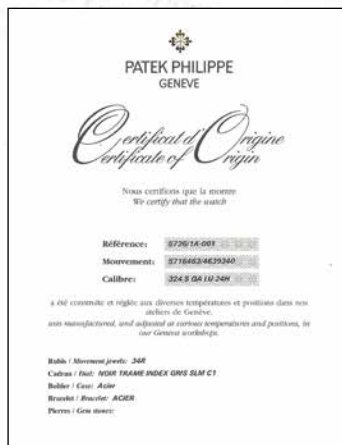 PATEK PHILIPPE
GENEVE
Certificat d'Origine
Certificate of Origin
Nous certifions que la montre
We certify that the watch
Référence: 5726/1A-001
Mouvement: 5716463/4639340
Calibre: 324 S QA LU 24H
a été construite et réglée aux diverses températures et positions dans nos
ateliers de Genève.
was manufactured, and adjusted at various temperatures and positions, in
our Geneva workshops.
Rubis / Movement jewels: 34R
Cadran / Dial: NOIR TRAME INDEX GRIS SLM C1
Boîtier / Case: Acier
Bracelet / Bracelet: ACIER
Pierres / Gem stones: